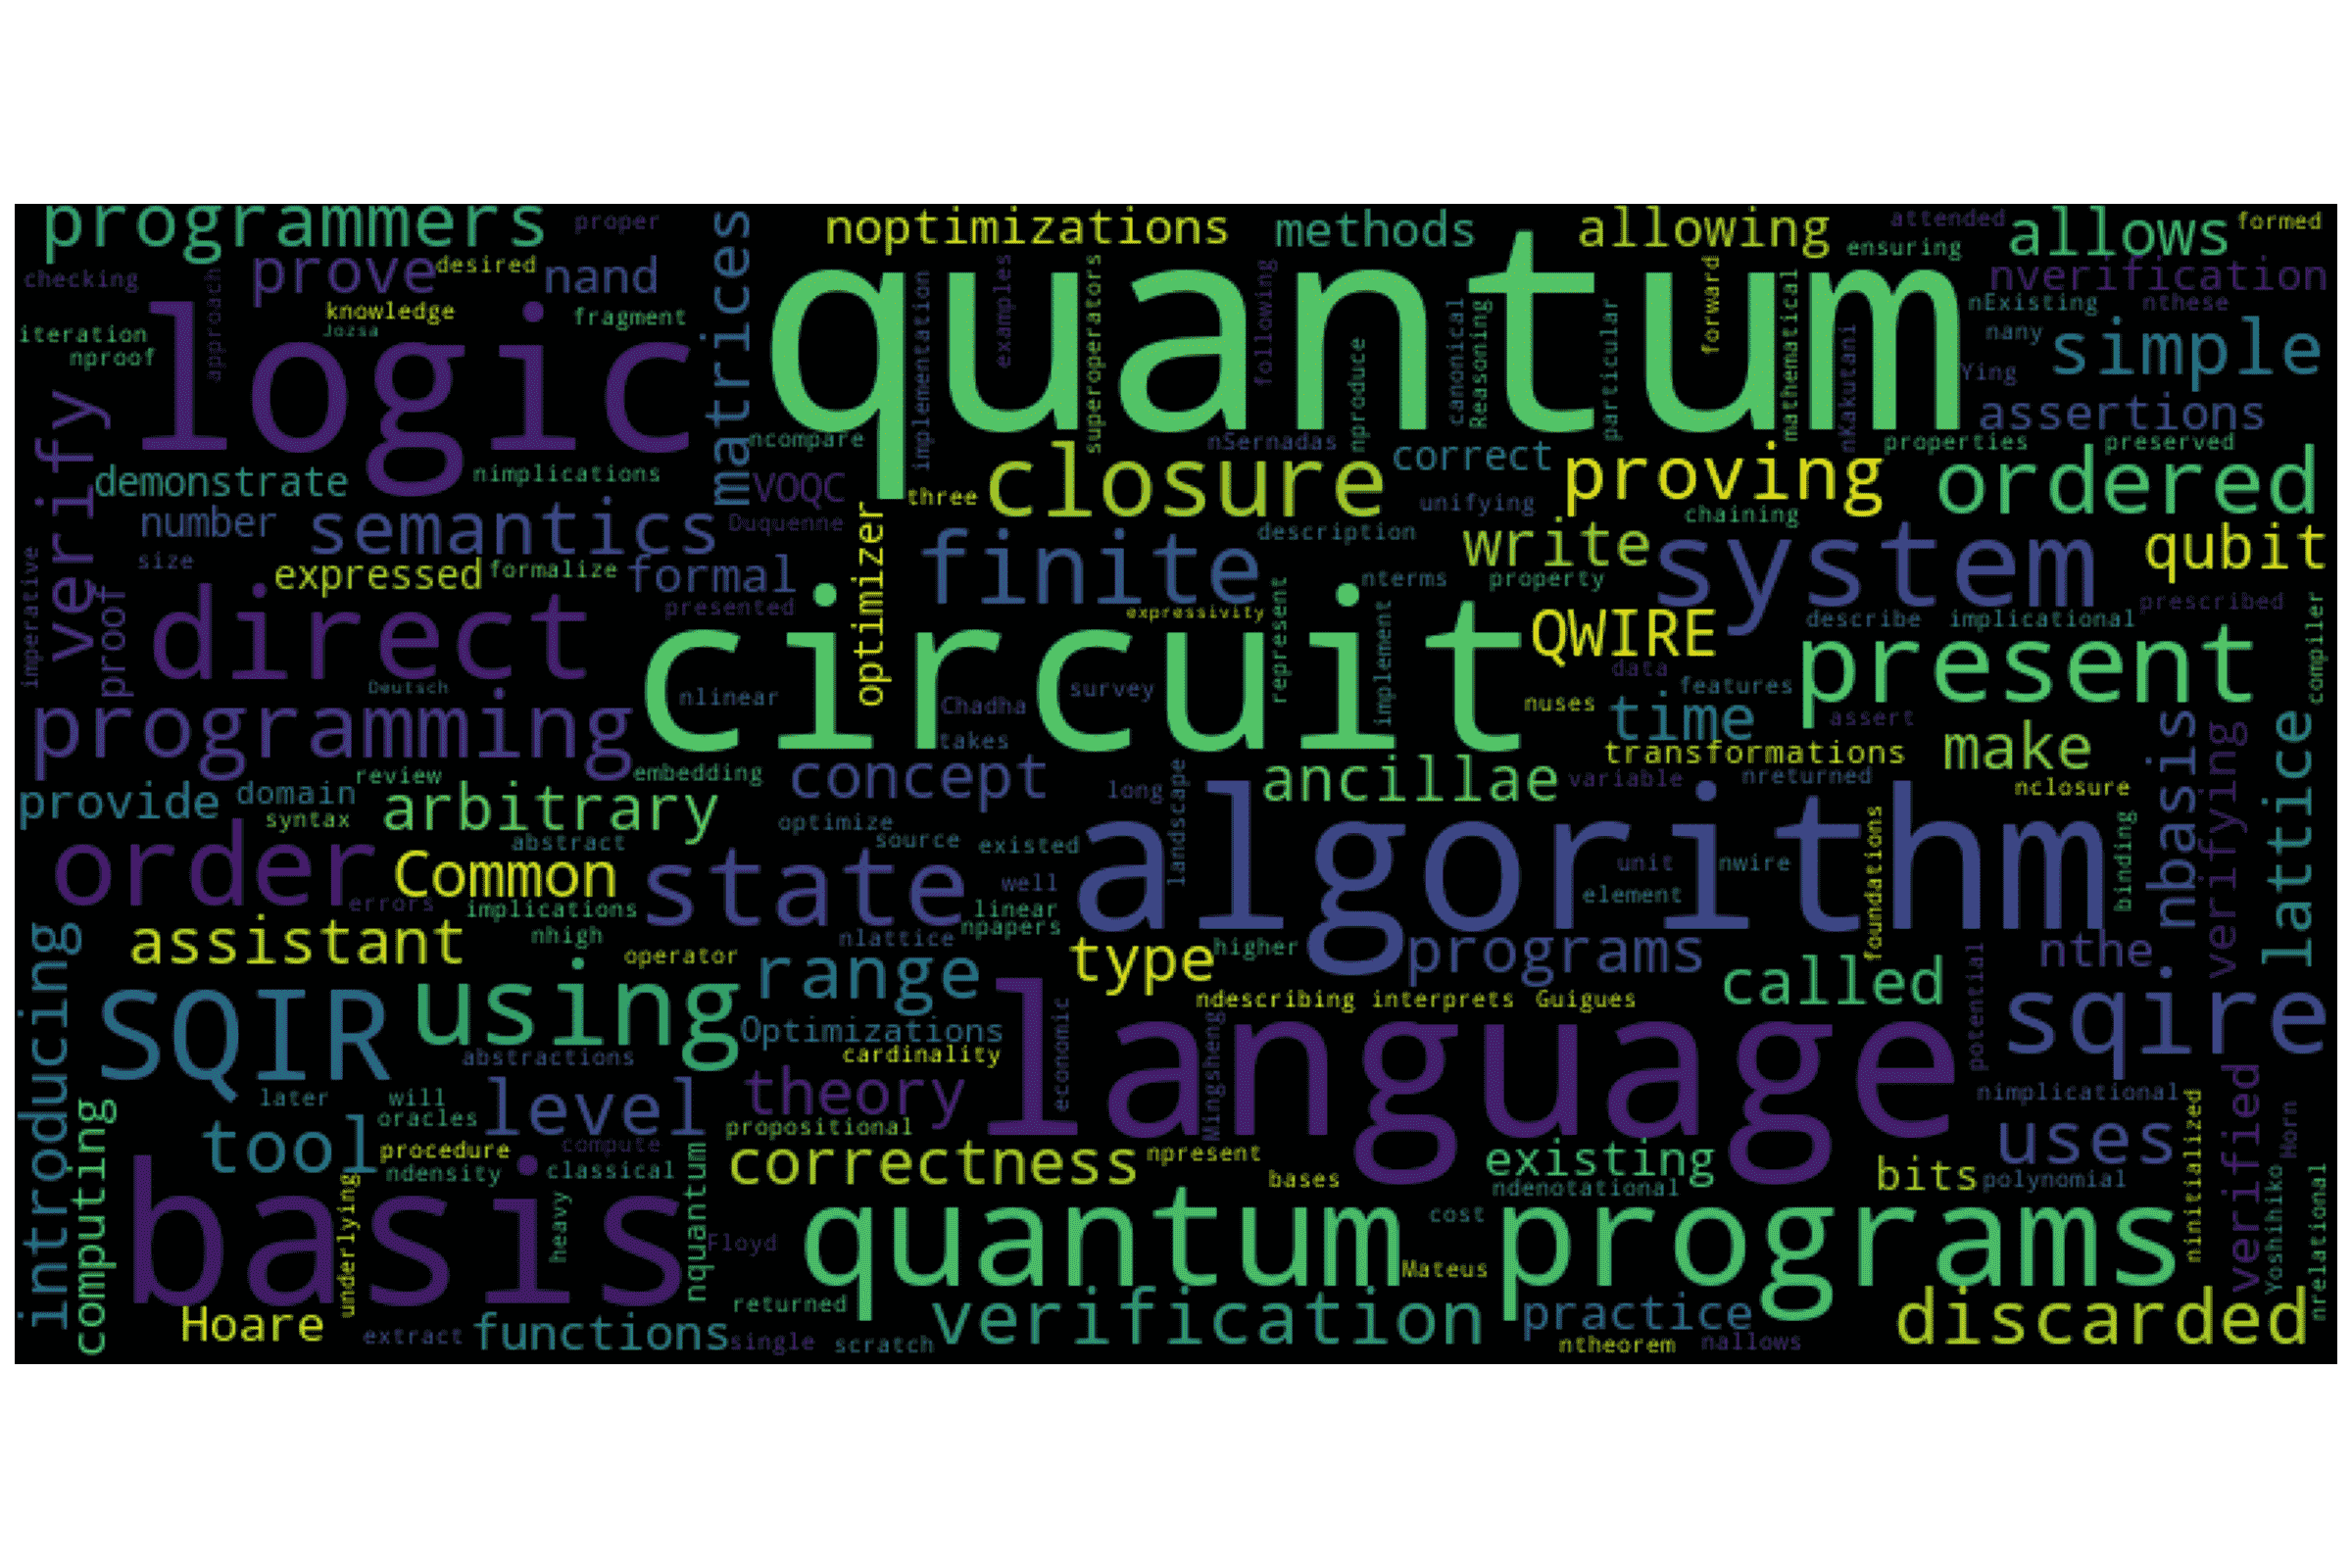 programmers proper noptimizations methods allowing attended allows formed
ensuring
checking prove desired nand matrices quantum nverification
logic knowledge Jozsa fragment approach implementation examples superoperators following nproduce canonical Reasoning particular forward mathematical nKakutani nExisting nthese
iteration nany simple
nproof Ying
verify ncompare nSernadas assertions
properties preserved
demonstrate nimplications VOQC three closure correct proving ordered
number semantics Duquenne optimizer unifying chaining
size finite description write system qubit
imperative proof expressed formalize formal nterms property
direct presented circuit expressivity represent implement QWIRE describe implicational prescribed compiler
Deutsch nlinear Chadha survey data features present
programming takes nuses time assert
review embedding concept ancillae transformations make nbasis verifying lattice
provide domain arbitrary long landscape variable nreturned nclosure
syntax optimize algorithm foundations binding
order abstract source existed
Common state well unit nwire
errors implications linear element
introducing assistant nhigh nlattice npapers type higher programs nthe
operator range called potential
SQIR using ndescribing interprets Guigues language sqire
Optimizations economic Mingsheng
abstractions cardinality
computing later will level theory nimplicational ninitialized verified Horn
oracles propositional
tool procedure compute correctness npresent existing uses
ndensity classical bases ndenotational bits polynomial Yoshihiko nrelational
basis underlying heavy nquantum Floyd quantum cost programs
Mateus
Hoare returned verification practice discarded
extract functions single scratch ntheorem nallows